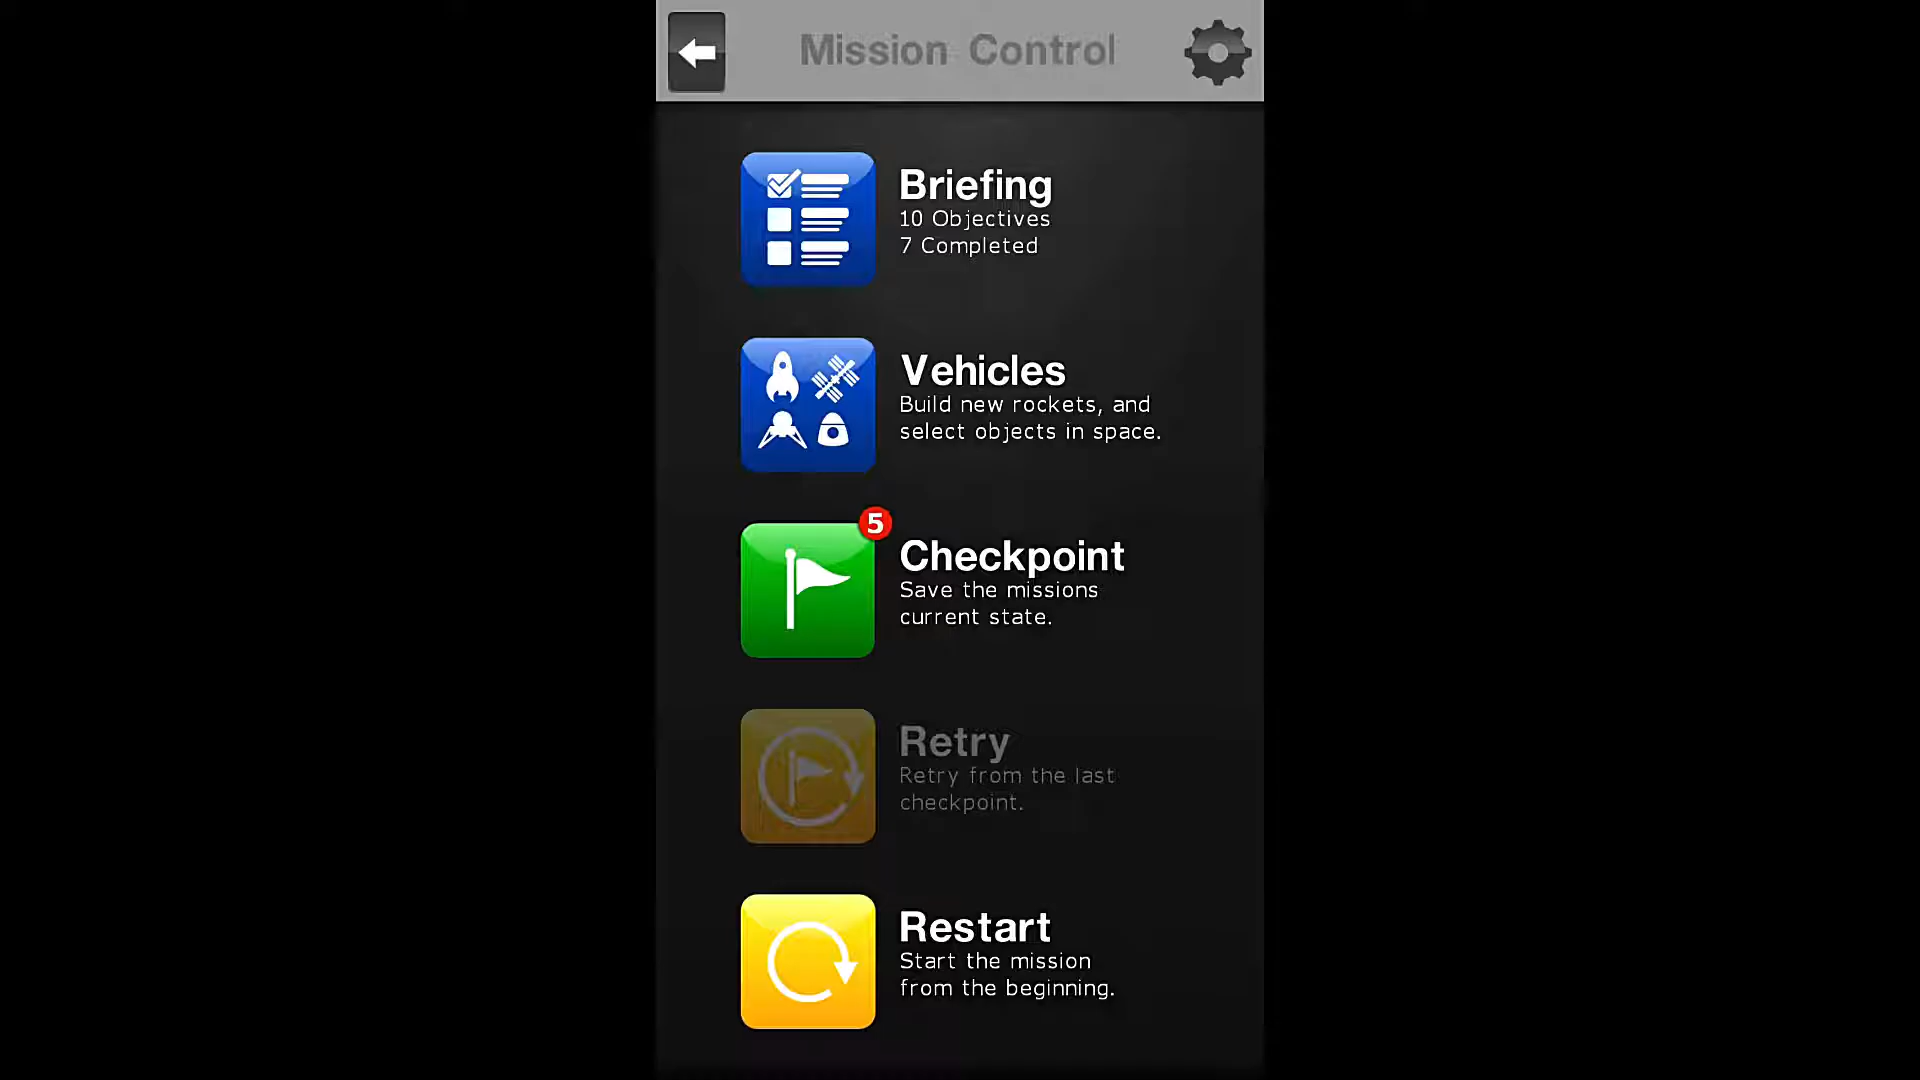 Mission Control
Briefing
10 Objectives
7 Completed
Vehicles
Build new rockets, and
select objects in space.
5
Checkpoint
Save the missions
current state.
Retry
Retry from the last
checkpoint.
Restart
Start the mission
from the beginning.